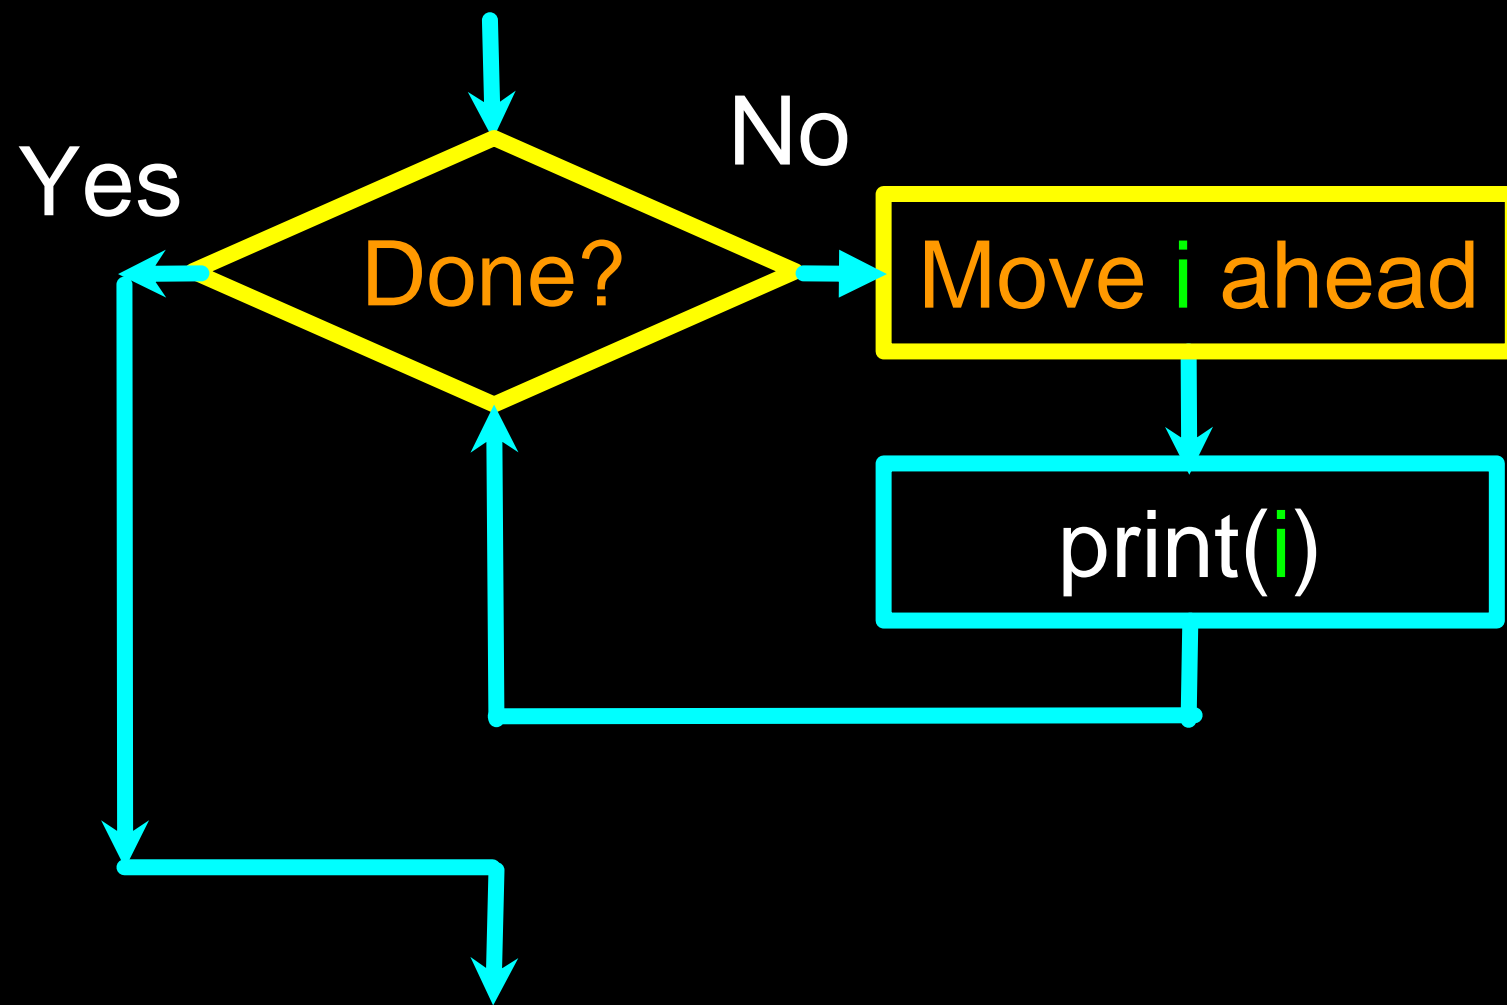 No
Yes
Done?
Move i ahead
print(i)